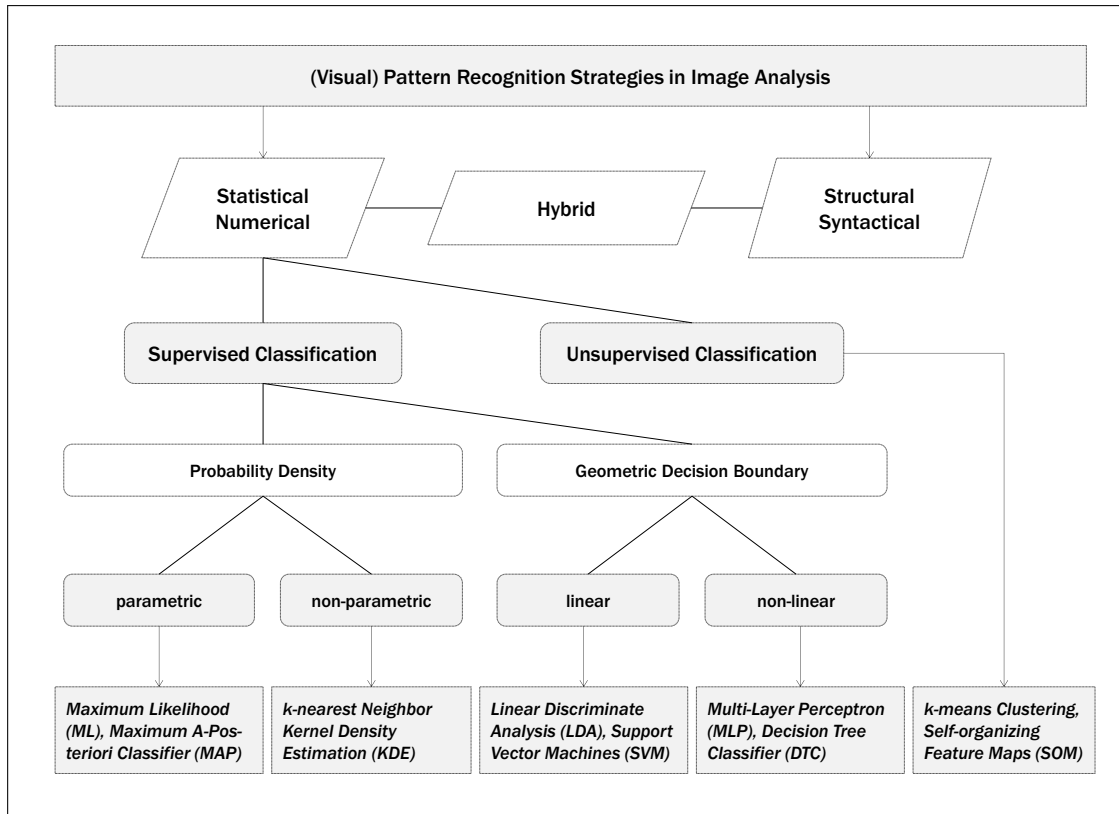 (Visual) Pattern Recognition Strategies in Image Analysis
Statistical
Numerical
Hybrid
Structural
Syntactical
Supervised Classification
Unsupervised Classification
Probability Density
Geometric Decision Boundary
parametric
non-parametric
linear
non-linear
Maximum Likelihood
(ML), Maximum A-Pos-
teriori Classifier (MAP)
k-nearest Neighbor
Kernel Density
Estimation (KDE)
Linear Discriminate
Analysis (LDA), Support
Vector Machines (SVM)
Multi-Layer Perceptron
(MLP), Decision Tree
Classifier (DTC)
k-means Clustering,
Self-organizing
Feature Maps (SOM)